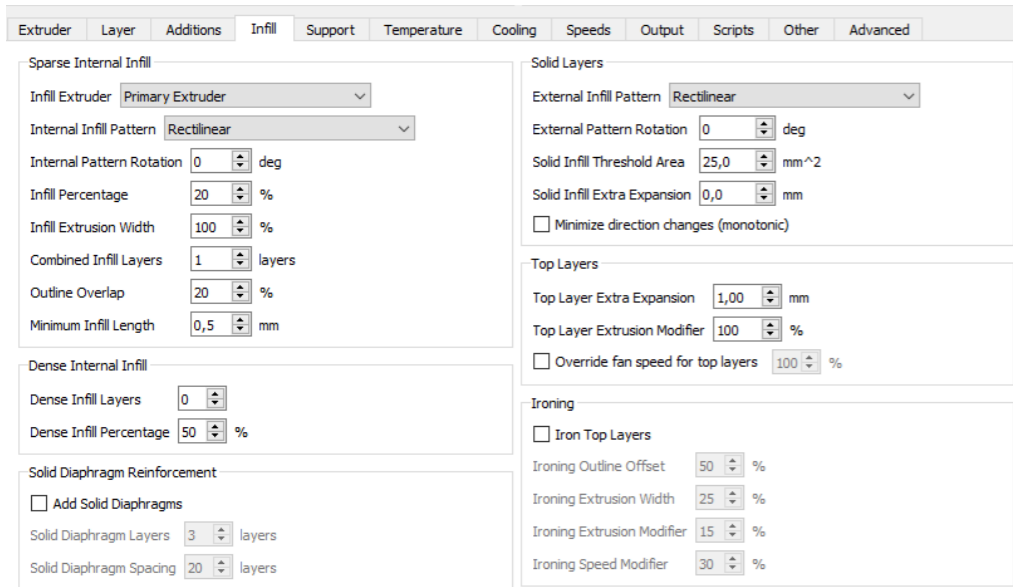 Extruder Layer Additions Infill Support Temperature Cooling Speeds Output Scripts Other Advanced
Sparse Internal Infill
Infill Extruder Primary Extruder
Internal Infill Pattern Rectilinear
Internal Pattern Rotation 0 deg
Infill Percentage 20 %
Infill Extrusion Width 100 %
Combined Infill Layers 1 layers
Outline Overlap 20 %
Minimum Infill Length 0,5 mm
Dense Internal Infill
Dense Infill Layers 0
Dense Infill Percentage 50 %
Solid Diaphragm Reinforcement
Add Solid Diaphragms
Solid Diaphragm Layers 3 layers
Solid Diaphragm Spacing 20 layers
Solid Layers
External Infill Pattern Rectilinear
External Pattern Rotation 0 deg
Solid Infill Threshold Area 25,0 mm^2
Solid Infill Extra Expansion 0,0 mm
Minimize direction changes (monotonic)
Top Layers
Top Layer Extra Expansion 1,00 mm
Top Layer Extrusion Modifier 100 %
Override fan speed for top layers 100 %
Ironing
Iron Top Layers
Ironing Outline Offset 50 %
Ironing Extrusion Width 25 %
Ironing Extrusion Modifier 15 %
Ironing Speed Modifier 30 %